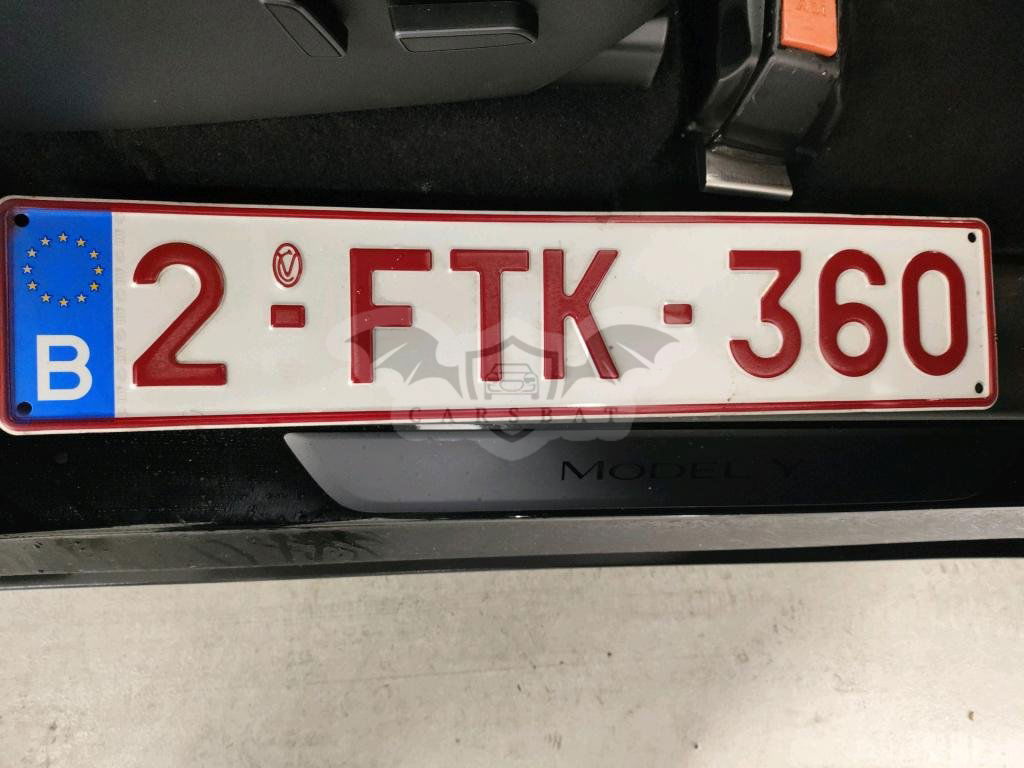 B 2-FTK-360
CARSBAT
MODEL Y